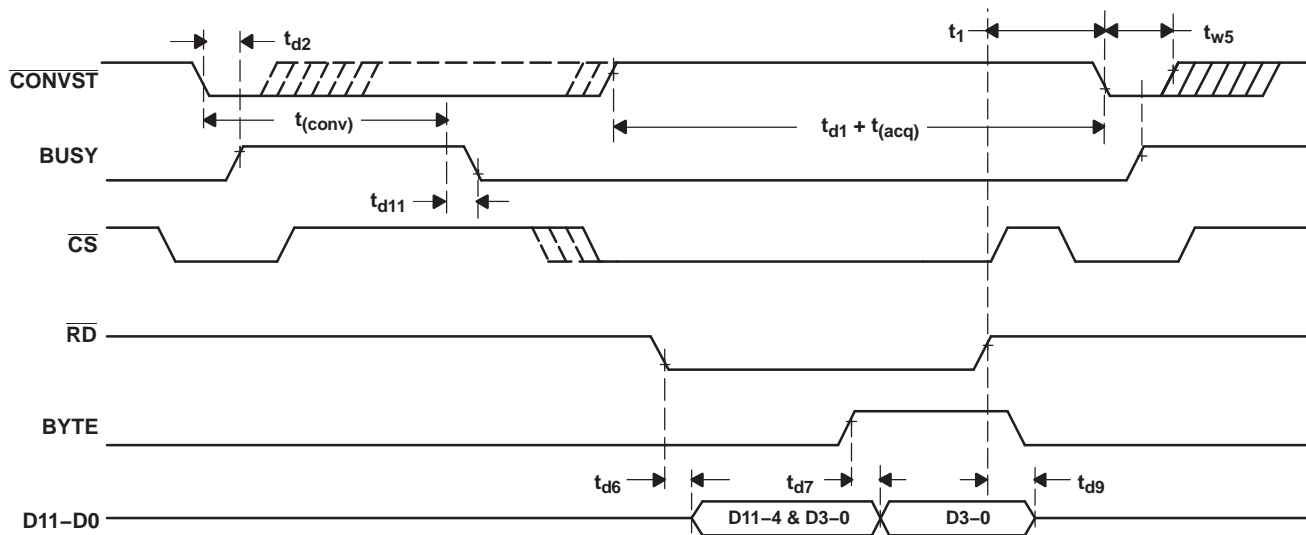 td2
t1
tw5
CONVST
t(conv)
td1 + t(acq)
BUSY
td11
CS
RD
BYTE
td6
td7
td9
D11–D0
D11–4 & D3–0
D3–0